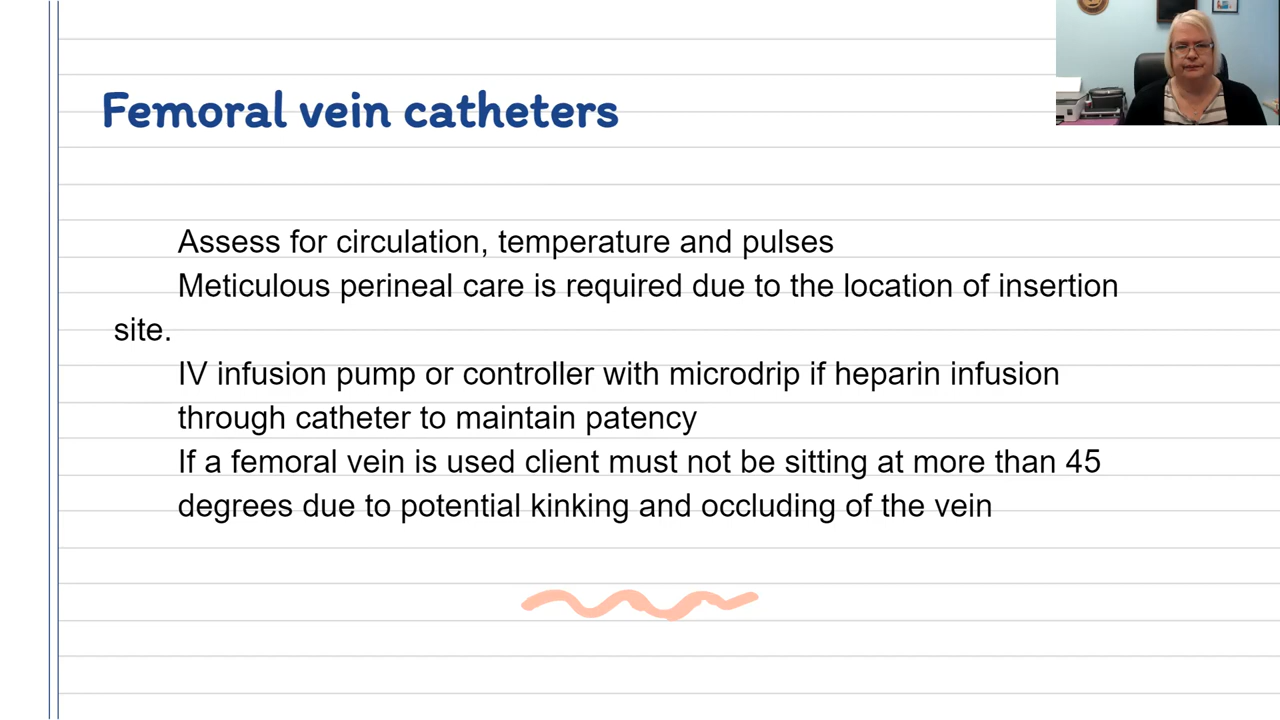 Femoral vein catheters
Assess for circulation, temperature and pulses
Meticulous perineal care is required due to the location of insertion
site.
IV infusion pump or controller with microdrip if heparin infusion
through catheter to maintain patency
If a femoral vein is used client must not be sitting at more than 45
degrees due to potential kinking and occluding of the vein